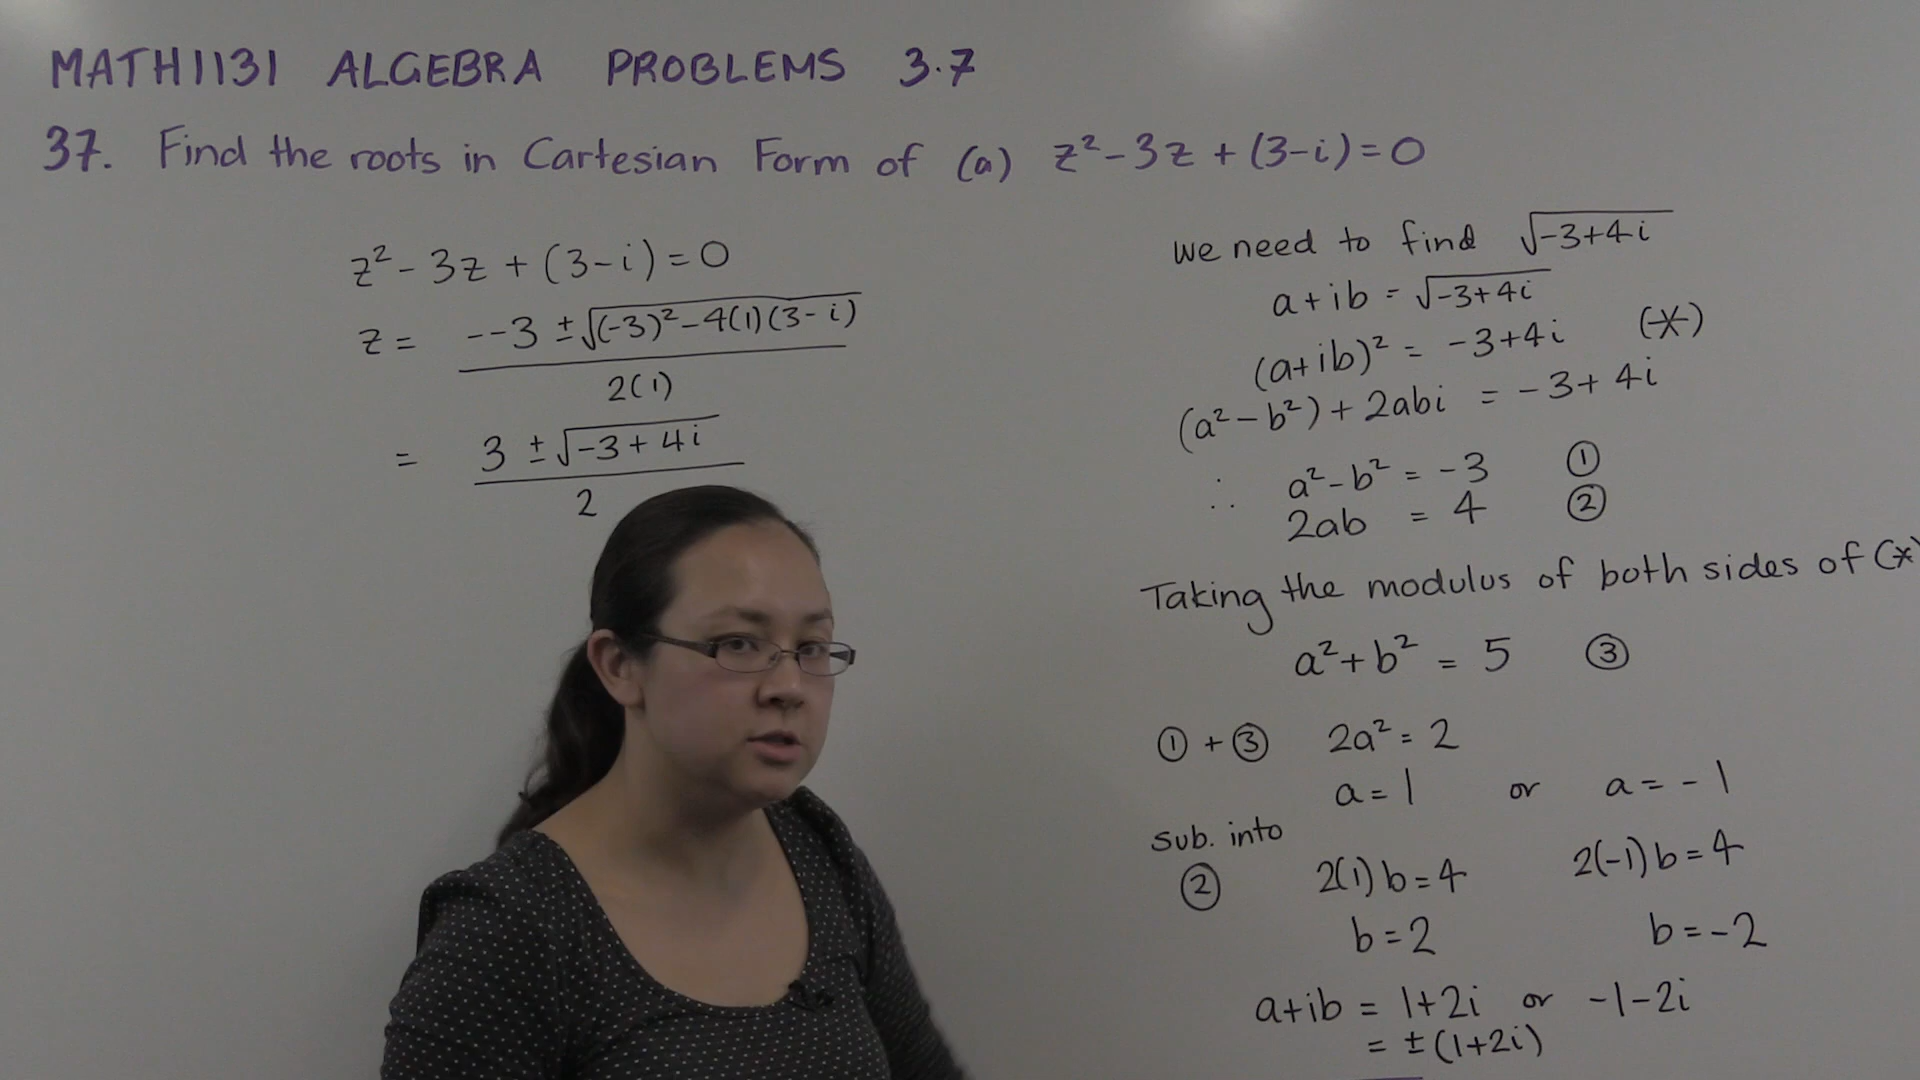 MATH1131 ALGEBRA PROBLEMS 3.7
37. Find the roots in Cartesian Form of (a) z² - 3z + (3-i) = 0
z² - 3z + (3-i) = 0
z = --3 ± √(-3)² - 4(1)(3-i)
2(1)
= 3 ± √-3+4i
2
we need to find √-3+4i
a+ib = √-3+4i
(a+ib)² = -3+4i (*)
(a²-b²) + 2abi = -3+4i
∴ a²-b² = -3 ①
2ab = 4 ②
Taking the modulus of both sides of (*)
a²+b² = 5 ③
① + ③ 2a² = 2
a = 1 or a = -1
sub. into
② 2(1)b = 4 2(-1)b = 4
b = 2 b = -2
a+ib = 1+2i or -1-2i
= ±(1+2i)